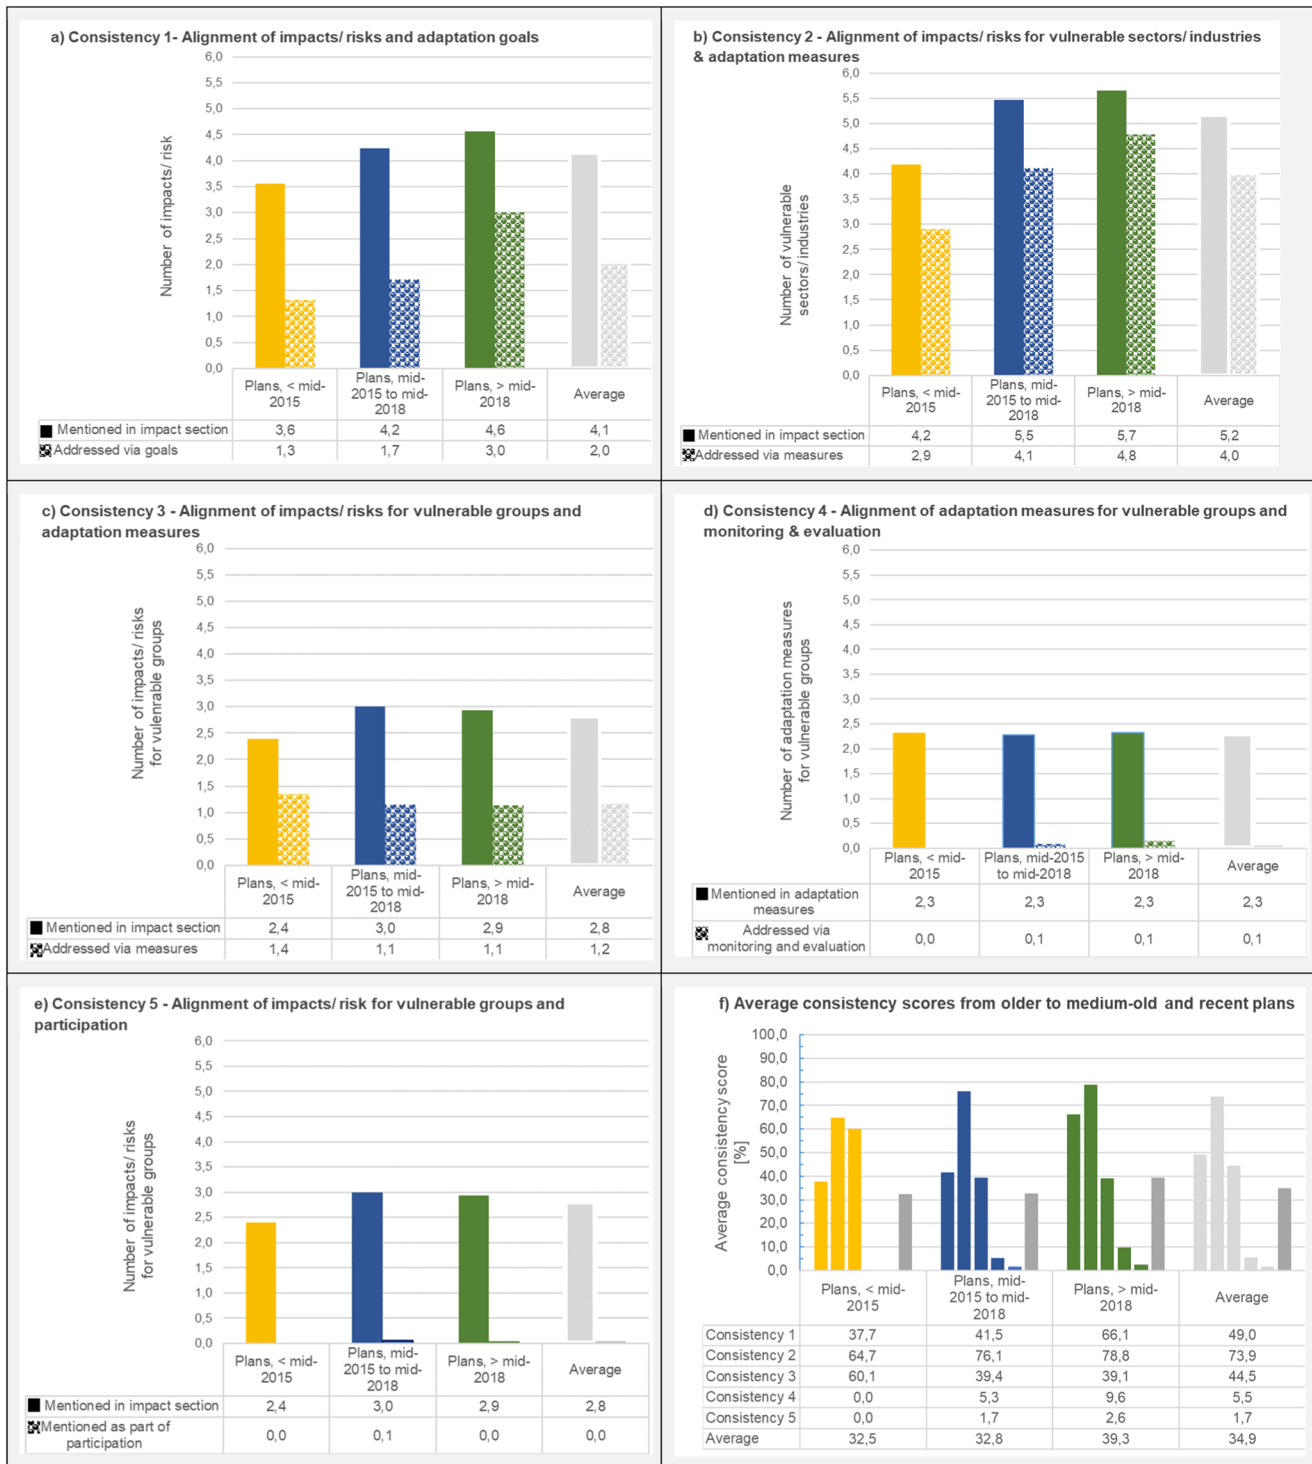 a) Consistency 1- Alignment of impacts/ risks and adaptation goals
6,0
5,5
5,0
4,5
4,0
3,5
3,0
2,5
2,0
1,5
1,0
0,5
0,0
Number of impacts/ risk
Plans, < mid-
2015
Plans, mid-
2015 to mid-
2018
Plans, > mid-
2018
Average
Mentioned in impact section 3,6 4,2 4,6 4,1
Addressed via goals 1,3 1,7 3,0 2,0
b) Consistency 2 - Alignment of impacts/ risks for vulnerable sectors/ industries
& adaptation measures
6,0
5,5
5,0
4,5
4,0
3,5
3,0
2,5
2,0
1,5
1,0
0,5
0,0
Number of vulnerable
sectors/ industries
Plans, < mid-
2015
Plans, mid-
2015 to mid-
2018
Plans, > mid-
2018
Average
Mentioned in impact section 4,2 5,5 5,7 5,2
Addressed via measures 2,9 4,1 4,8 4,0
c) Consistency 3 - Alignment of impacts/ risks for vulnerable groups and
adaptation measures
6,0
5,5
5,0
4,5
4,0
3,5
3,0
2,5
2,0
1,5
1,0
0,5
0,0
Number of impacts/ risks
for vulenrable groups
Plans, < mid-
2015
Plans, mid-
2015 to mid-
2018
Plans, > mid-
2018
Average
Mentioned in impact section 2,4 3,0 2,9 2,8
Addressed via measures 1,4 1,1 1,1 1,2
d) Consistency 4 - Alignment of adaptation measures for vulnerable groups and
monitoring & evaluation
6,0
5,5
5,0
4,5
4,0
3,5
3,0
2,5
2,0
1,5
1,0
0,5
0,0
Number of adaptation measures
for vulnerable groups
Plans, < mid-
2015
Plans, mid-2015
to mid-2018
Plans, > mid-
2018
Average
Mentioned in adaptation
measures
2,3 2,3 2,3 2,3
Addressed via
monitoring and evaluation
0,0 0,1 0,1 0,1
e) Consistency 5 - Alignment of impacts/ risk for vulnerable groups and
participation
6,0
5,5
5,0
4,5
4,0
3,5
3,0
2,5
2,0
1,5
1,0
0,5
0,0
Number of impacts/ risks
for vulnerable groups
Plans, < mid-
2015
Plans, mid-
2015 to mid-
2018
Plans, > mid-
2018
Average
Mentioned in impact section 2,4 3,0 2,9 2,8
Mentioned as part of
participation
0,0 0,1 0,0 0,0
f) Average consistency scores from older to medium-old and recent plans
100,0
90,0
80,0
70,0
60,0
50,0
40,0
30,0
20,0
10,0
0,0
Average consistency score
[%]
Plans, < mid-
2015
Plans, mid-
2015 to mid-
2018
Plans, > mid-
2018
Average
Consistency 1 37,7 41,5 66,1 49,0
Consistency 2 64,7 76,1 78,8 73,9
Consistency 3 60,1 39,4 39,1 44,5
Consistency 4 0,0 5,3 9,6 5,5
Consistency 5 0,0 1,7 2,6 1,7
Average 32,5 32,8 39,3 34,9